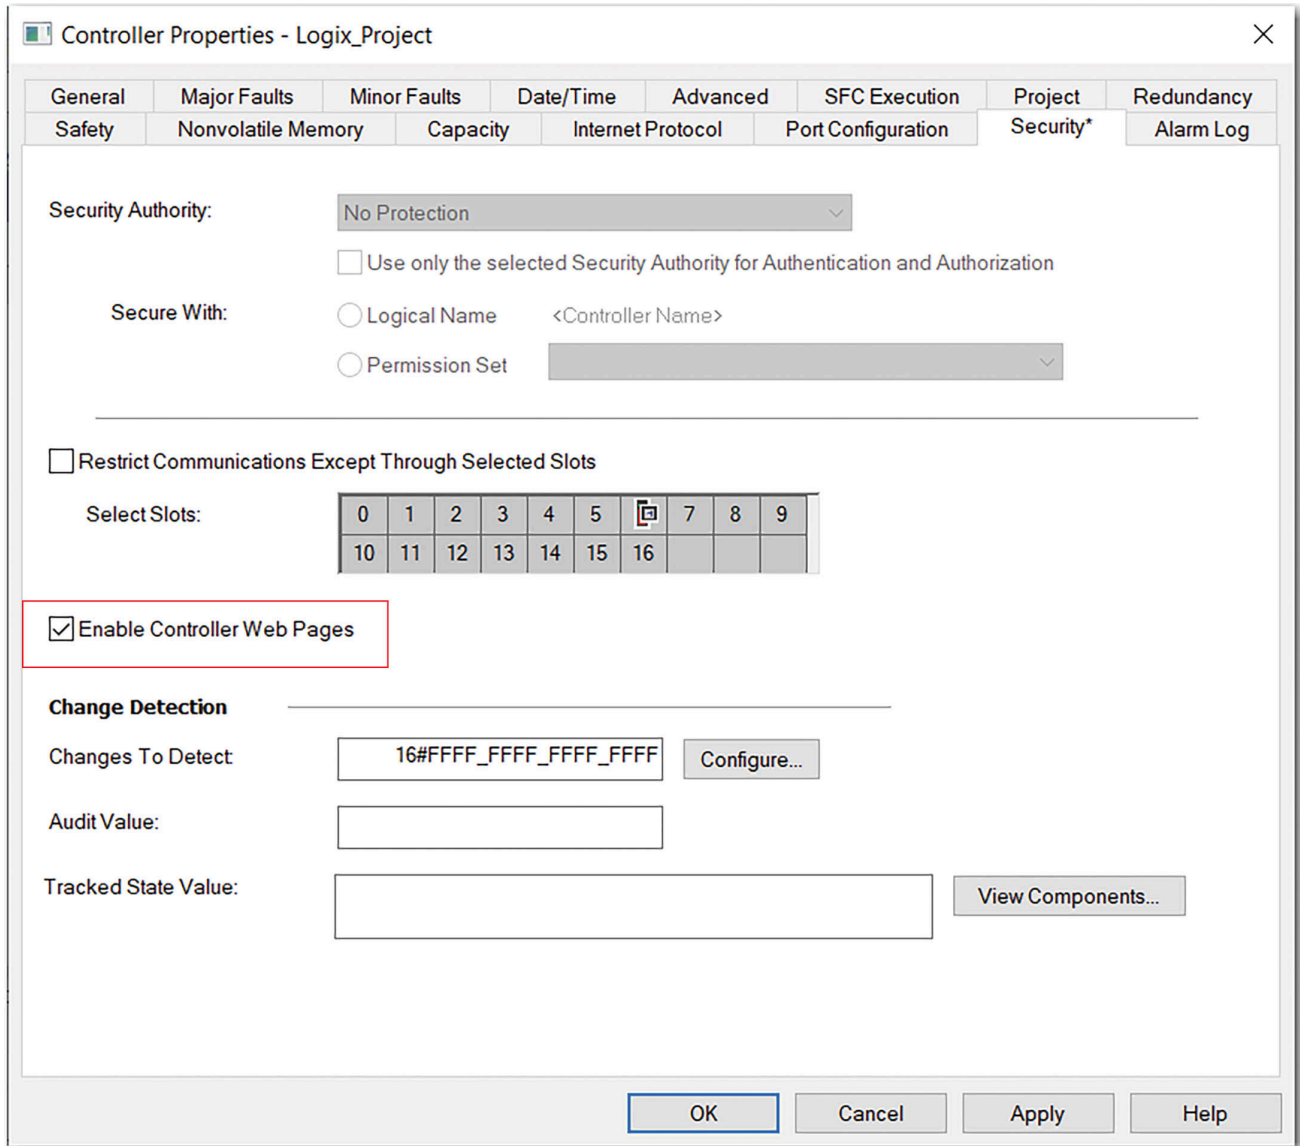 Controller Properties - Logix_Project
General Major Faults Minor Faults Date/Time Advanced SFC Execution Project Redundancy
Safety Nonvolatile Memory Capacity Internet Protocol Port Configuration Security* Alarm Log
Security Authority: No Protection
Use only the selected Security Authority for Authentication and Authorization
Secure With: Logical Name <Controller Name>
Permission Set
Restrict Communications Except Through Selected Slots
Select Slots: 0 1 2 3 4 5 7 8 9
10 11 12 13 14 15 16
Enable Controller Web Pages
Change Detection
Changes To Detect: 16#FFFF_FFFF_FFFF_FFFF Configure...
Audit Value:
Tracked State Value: View Components...
OK Cancel Apply Help